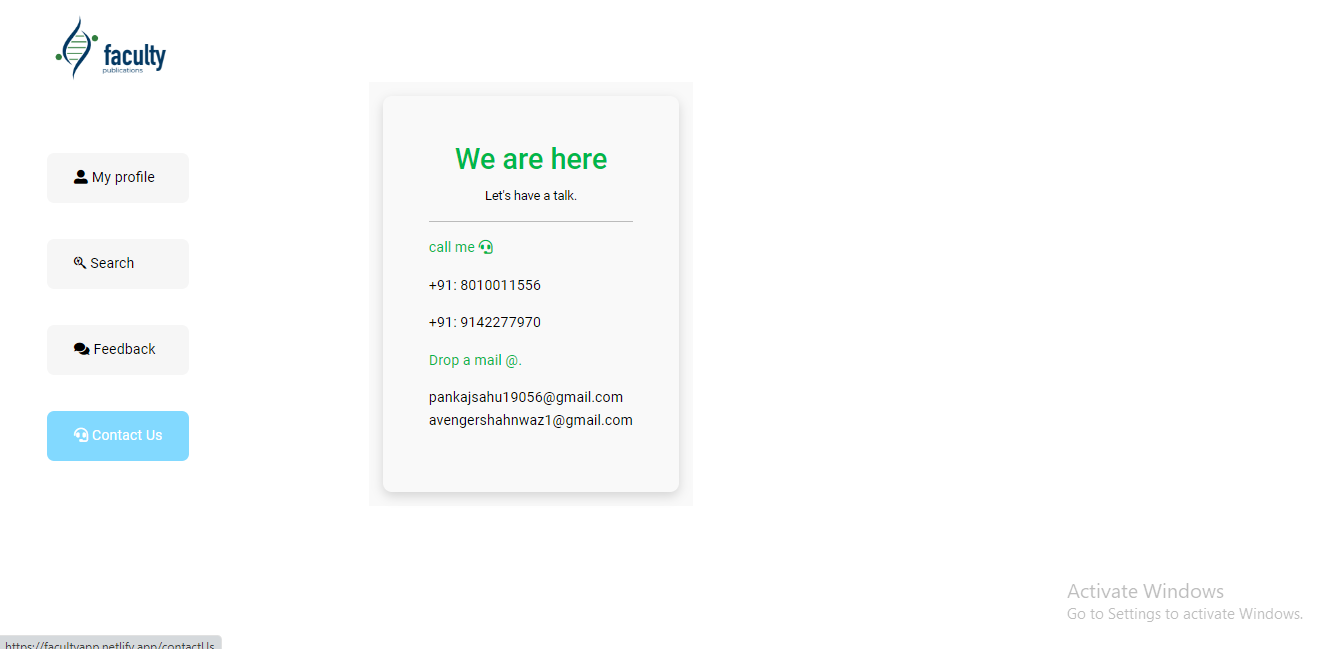 faculty
publications
My profile
Search
Feedback
Contact Us
We are here
Let's have a talk.
call me
+91: 8010011556
+91: 9142277970
Drop a mail @.
pankajsahu19056@gmail.com
avengershahnwaz1@gmail.com
Activate Windows
Go to Settings to activate Windows.
https://facultyapp.netlify.app/contactUs